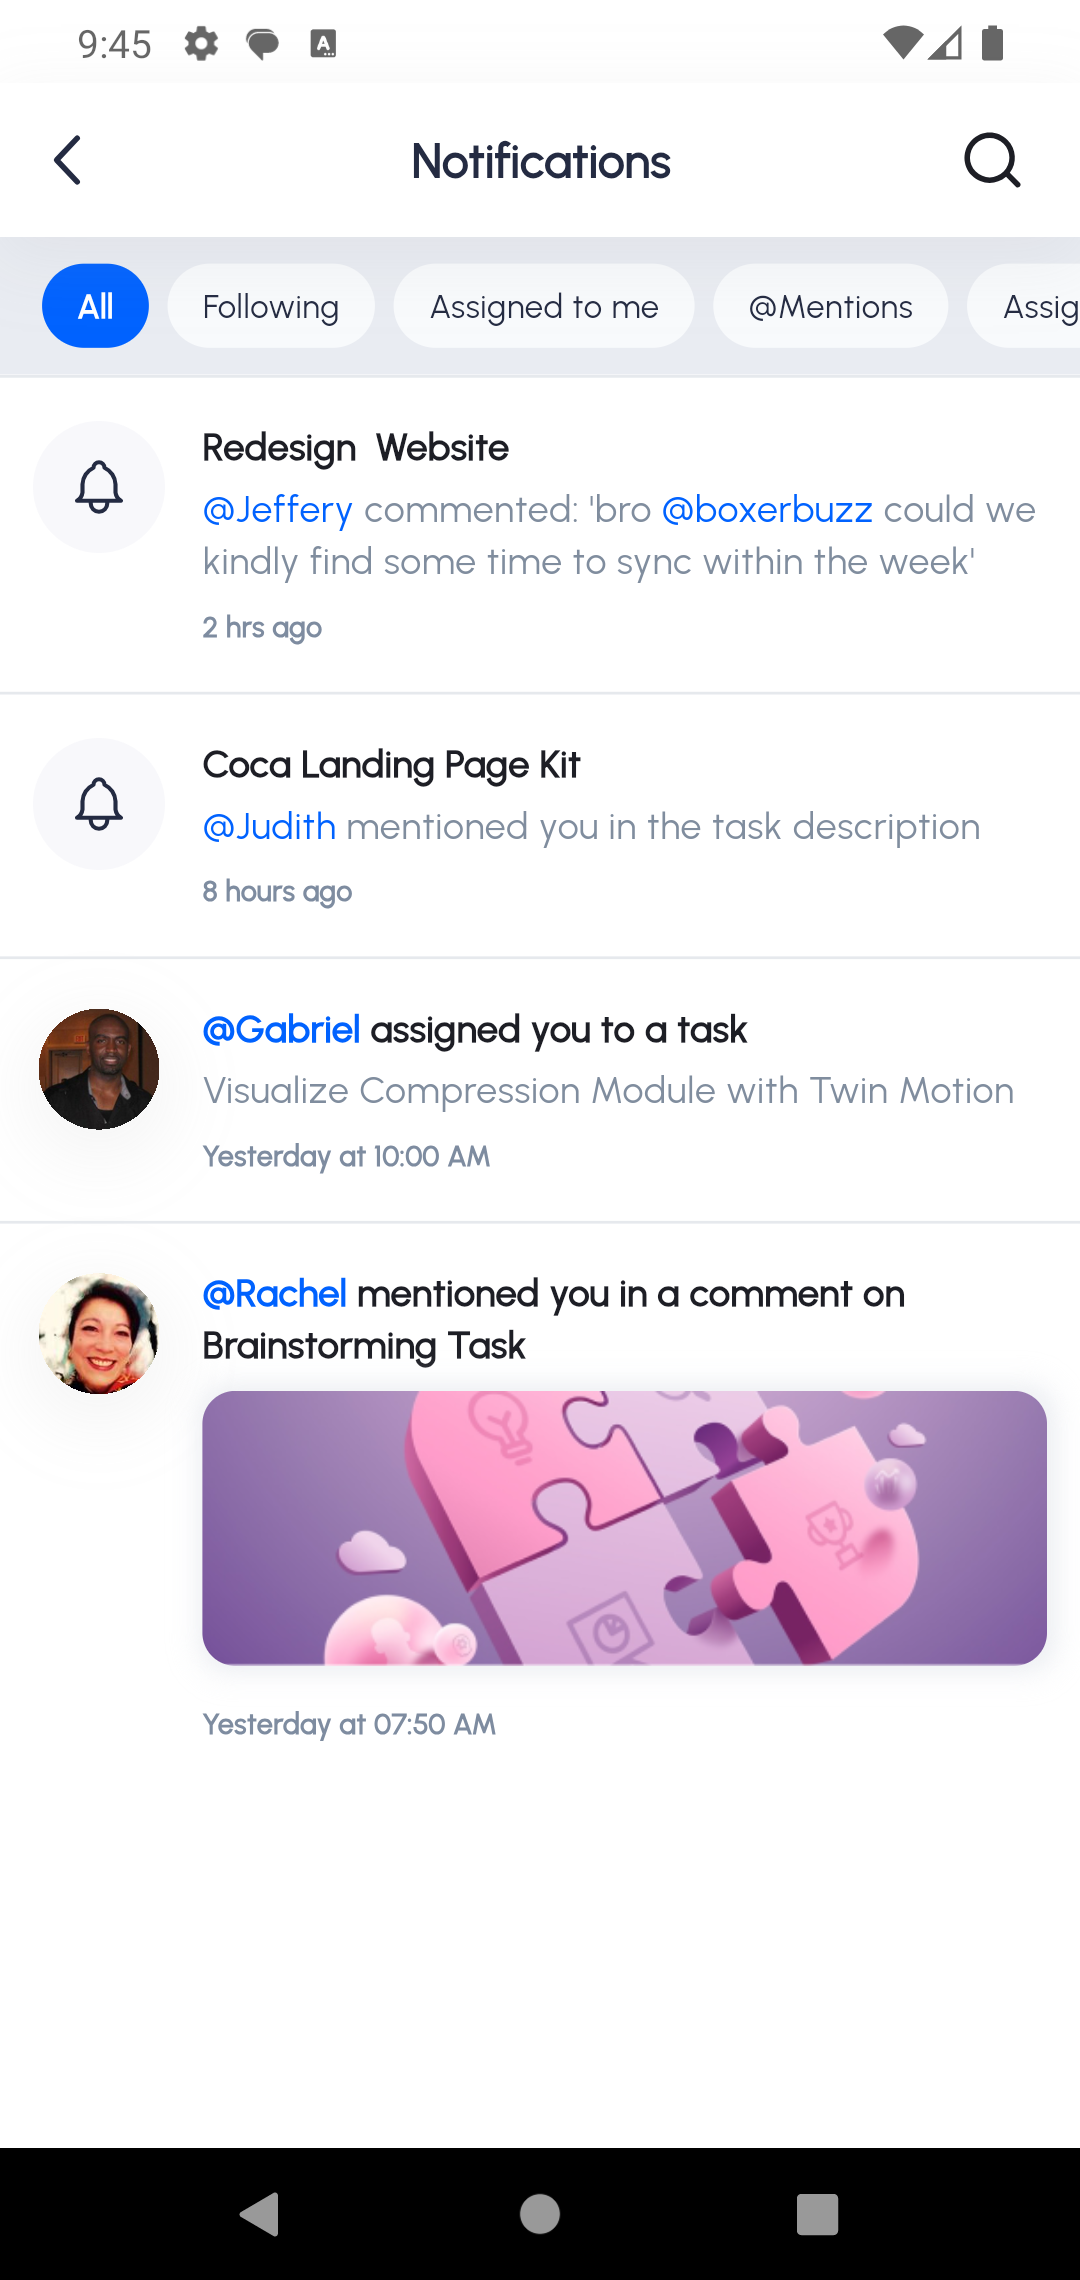 9:45
Notifications
All Following Assigned to me @Mentions Assig
Redesign Website
@Jeffery commented: 'bro @boxerbuzz could we
kindly find some time to sync within the week'
2 hrs ago
Coca Landing Page Kit
@Judith mentioned you in the task description
8 hours ago
@Gabriel assigned you to a task
Visualize Compression Module with Twin Motion
Yesterday at 10:00 AM
@Rachel mentioned you in a comment on
Brainstorming Task
Yesterday at 07:50 AM